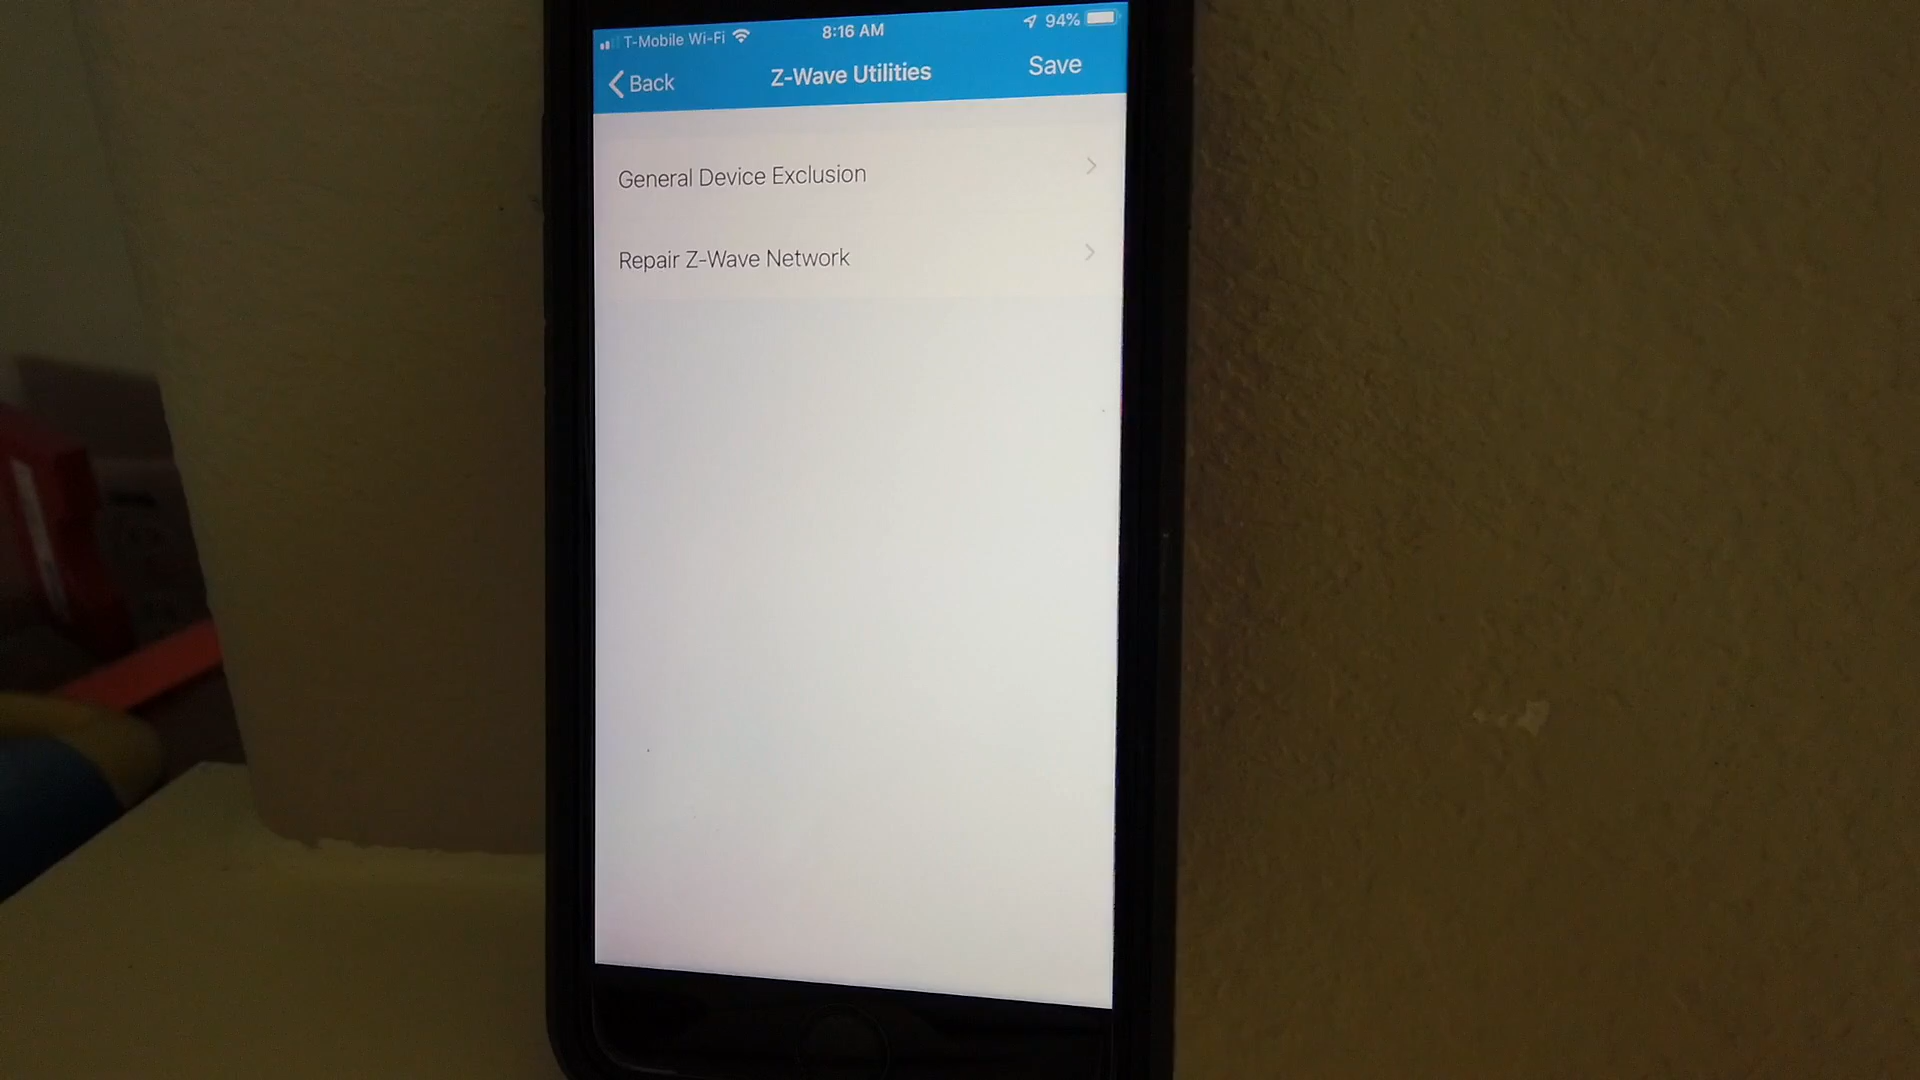 T-Mobile Wi-Fi 8:16 AM 94%
Back Z-Wave Utilities Save
General Device Exclusion
Repair Z-Wave Network